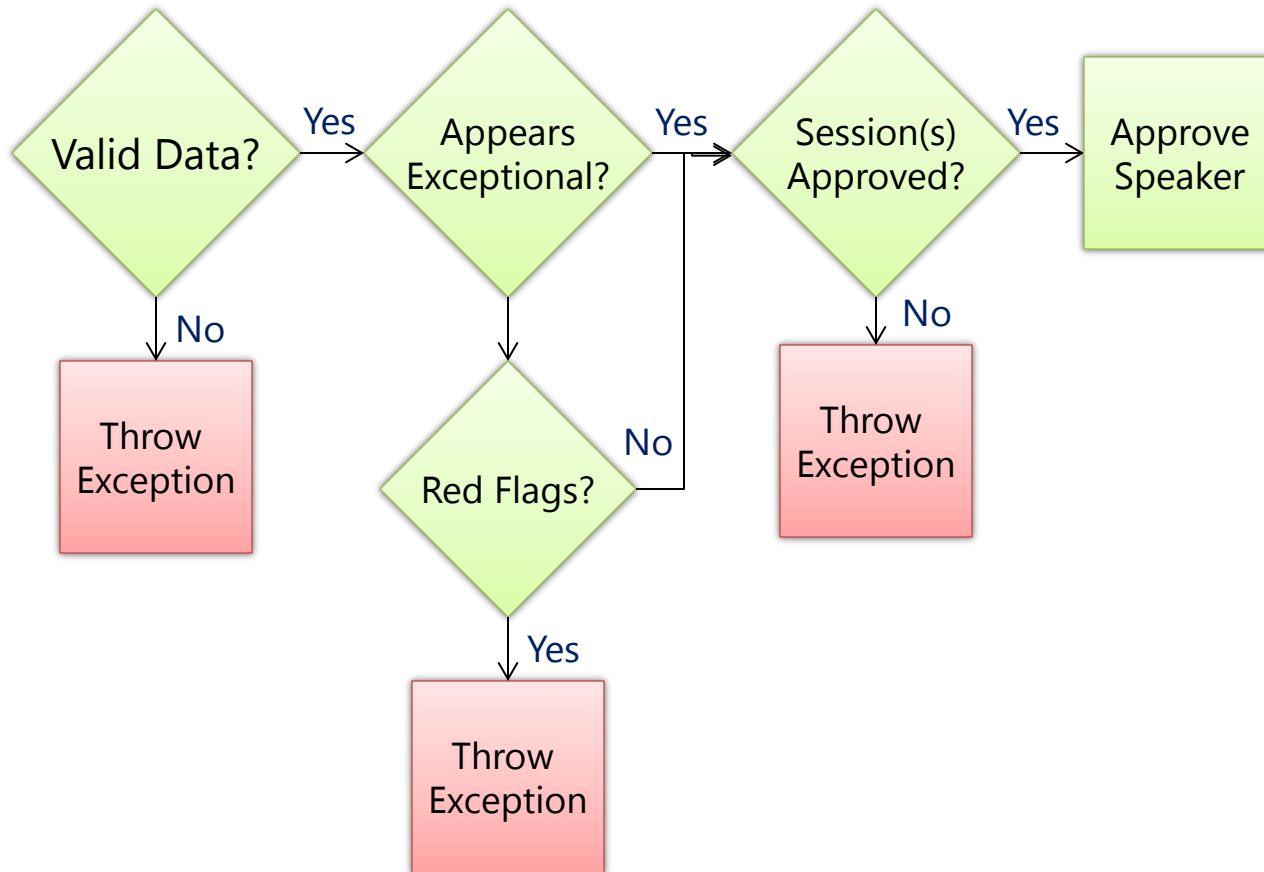 Valid Data?
Yes
Appears
Exceptional?
Yes
Session(s)
Approved?
Yes
Approve
Speaker
No
Throw
Exception
Red Flags?
No
No
Throw
Exception
Yes
Throw
Exception